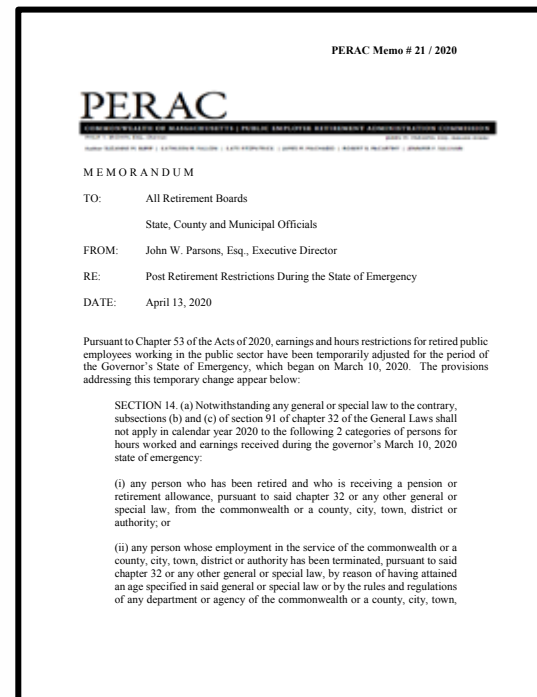 PERAC Memo # 21 / 2020
PERAC
COMMONWEALTH OF MASSACHUSETTS | PUBLIC EMPLOYEE RETIREMENT ADMINISTRATION COMMISSION
M E M O R A N D U M
TO: All Retirement Boards
State, County and Municipal Officials
FROM: John W. Parsons, Esq., Executive Director
RE: Post Retirement Restrictions During the State of Emergency
DATE: April 13, 2020
Pursuant to Chapter 53 of the Acts of 2020, earnings and hours restrictions for retired public
employees working in the public sector have been temporarily adjusted for the period of
the Governor’s State of Emergency, which began on March 10, 2020. The provisions
addressing this temporary change appear below:
SECTION 14. (a) Notwithstanding any general or special law to the contrary,
subsections (b) and (c) of section 91 of chapter 32 of the General Laws shall
not apply in calendar year 2020 to the following 2 categories of persons for
hours worked and earnings received during the governor’s March 10, 2020
state of emergency:
(i) any person who has been retired and who is receiving a pension or
retirement allowance, pursuant to said chapter 32 or any other general or
special law, from the commonwealth or a county, city, town, district or
authority; or
(ii) any person whose employment in the service of the commonwealth or a
county, city, town, district or authority has been terminated, pursuant to said
chapter 32 or any other general or special law, by reason of having attained
an age specified in said general or special law or by the rules and regulations
of any department or agency of the commonwealth or a county, city, town,